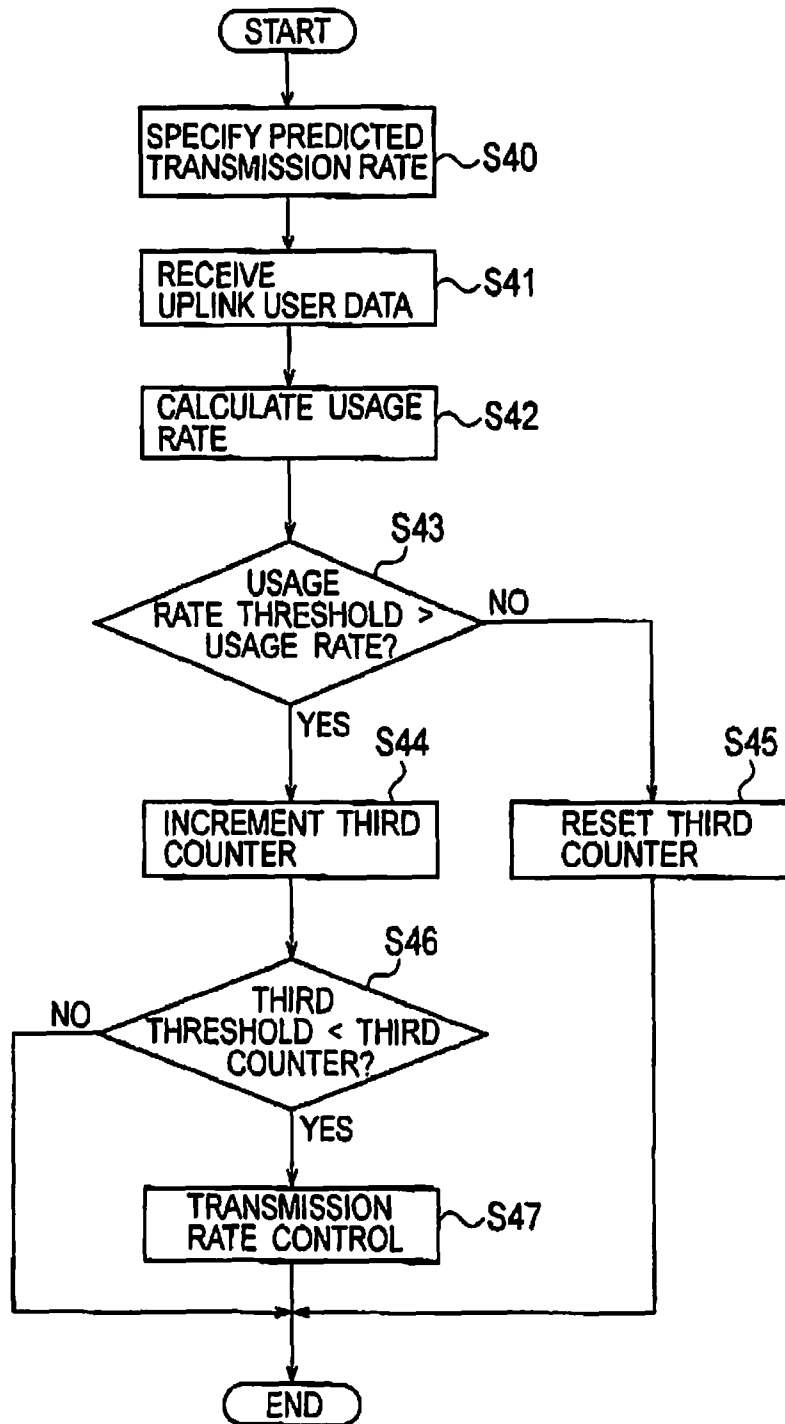 START
SPECIFY PREDICTED
TRANSMISSION RATE
S40
RECEIVE
UPLINK USER DATA
S41
CALCULATE USAGE
RATE
S42
S43
USAGE
RATE THRESHOLD >
USAGE RATE?
NO
YES
S44
INCREMENT THIRD
COUNTER
S45
RESET THIRD
COUNTER
S46
THIRD
THRESHOLD < THIRD
COUNTER?
NO
YES
TRANSMISSION
RATE CONTROL
S47
END